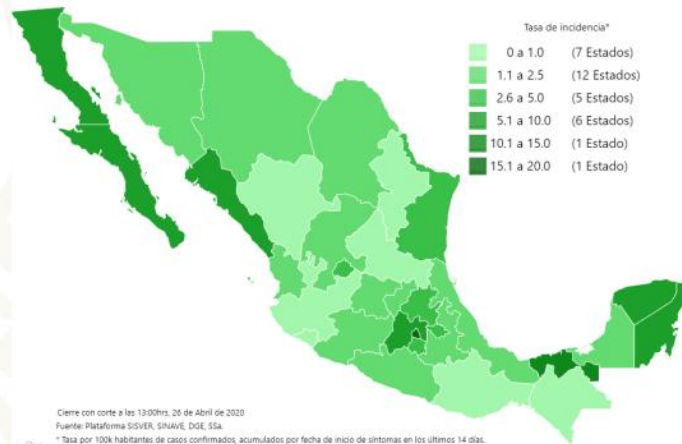 Tasa de incidencia*
0 a 1.0 (7 Estados)
1.1 a 2.5 (12 Estados)
2.6 a 5.0 (5 Estados)
5.1 a 10.0 (6 Estados)
10.1 a 15.0 (1 Estado)
15.1 a 20.0 (1 Estado)
Cierre con corte a las 13:00hrs, 26 de Abril de 2020
Fuente: Plataforma SISVER, SINAVE, DGE, SSa.
* Tasa por 100k habitantes de casos confirmados, acumulados por fecha de inicio de síntomas en los últimos 14 días.